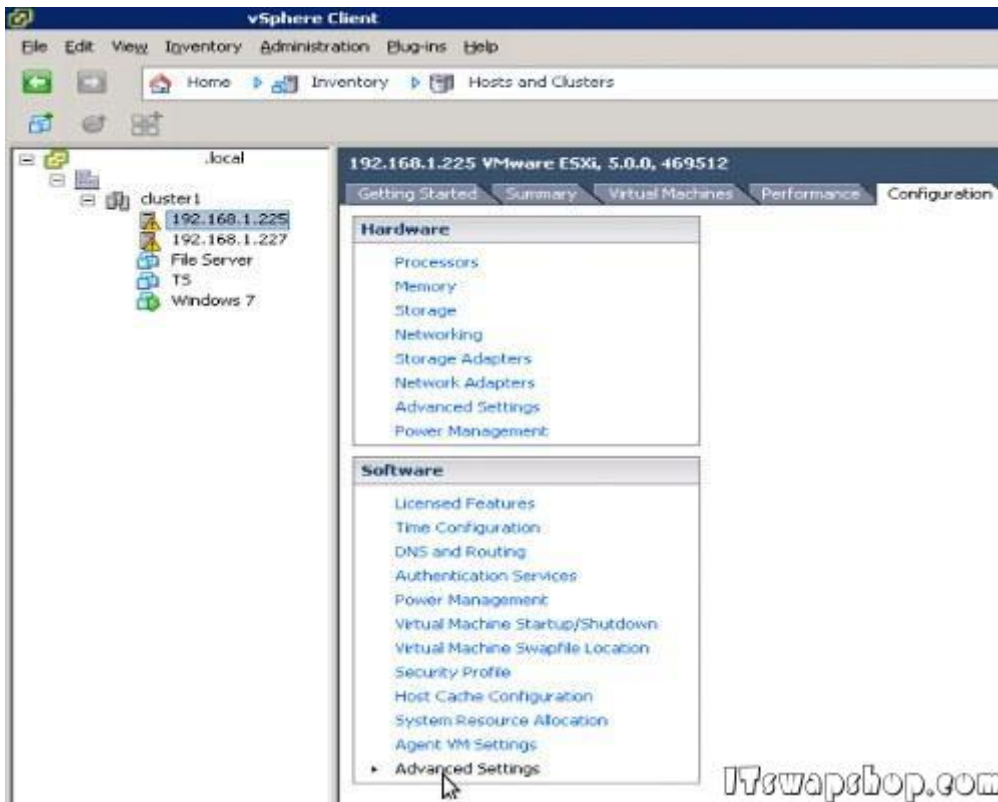 vSphere Client
File Edit View Inventory Administration Plug-ins Help
Home Inventory Hosts and Clusters
.local
cluster1
192.168.1.225
192.168.1.227
File Server
TS
Windows 7
192.168.1.225 VMware ESXi, 5.0.0, 469512
Getting Started Summary Virtual Machines Performance Configuration
Hardware
Processors
Memory
Storage
Networking
Storage Adapters
Network Adapters
Advanced Settings
Power Management
Software
Licensed Features
Time Configuration
DNS and Routing
Authentication Services
Power Management
Virtual Machine Startup/Shutdown
Virtual Machine Swapfile Location
Security Profile
Host Cache Configuration
System Resource Allocation
Agent VM Settings
Advanced Settings
ITswapshop.com